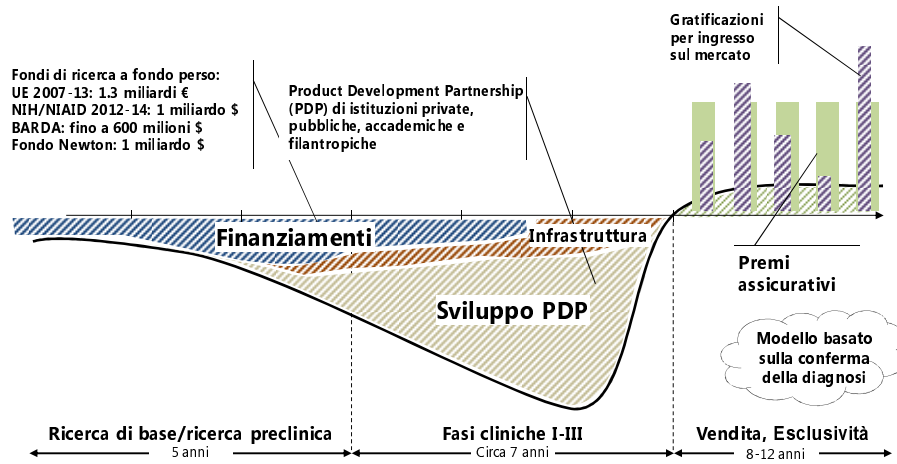 Gratificazioni
per ingresso
sul mercato
Fondi di ricerca a fondo perso:
UE 2007-13: 1.3 miliardi €
NIH/NIAID 2012-14: 1 miliardo $
BARDA: fino a 600 milioni $
Fondo Newton: 1 miliardo $
Product Development Partnership
(PDP) di istituzioni private,
pubbliche, accademiche e
filantropiche
Finanziamenti
Infrastruttura
Sviluppo PDP
Premi
assicurativi
Modello basato
sulla conferma
della diagnosi
Ricerca di base/ricerca preclinica
Fasi cliniche I-III
Vendita, Esclusività
5 anni
Circa 7 anni
8-12 anni